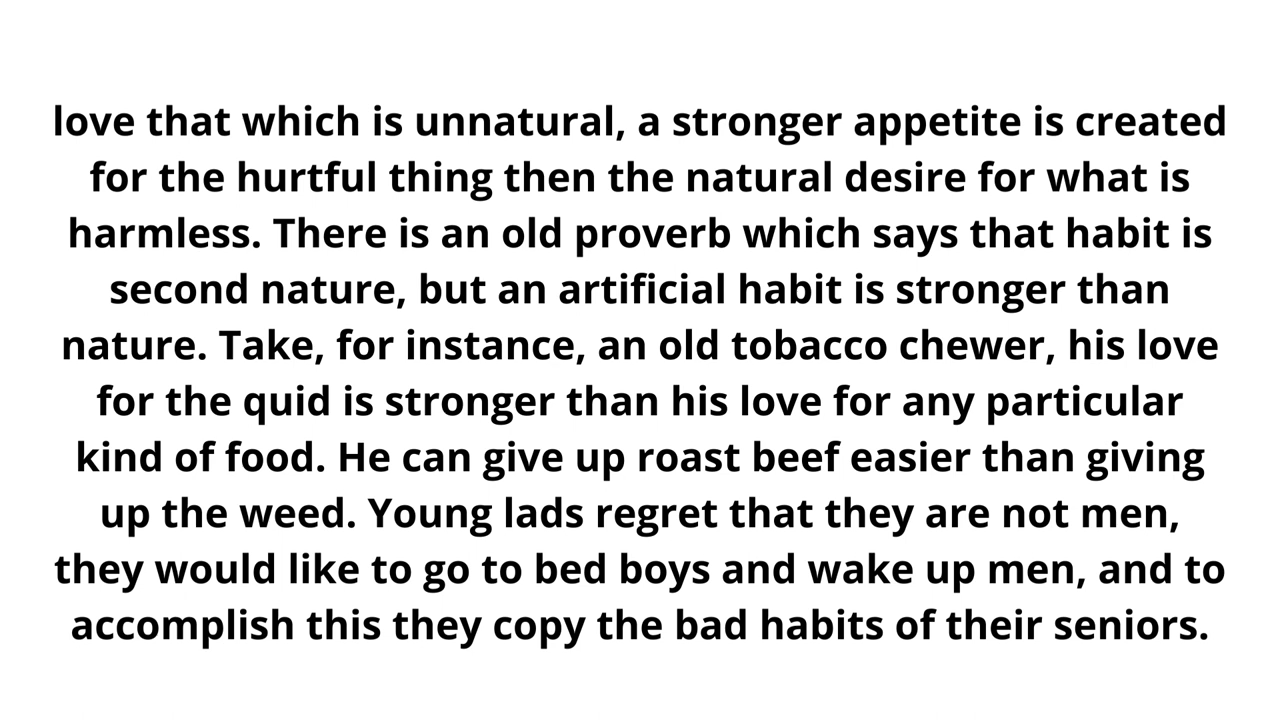 love that which is unnatural, a stronger appetite is created
for the hurtful thing then the natural desire for what is
harmless. There is an old proverb which says that habit is
second nature, but an artificial habit is stronger than
nature. Take, for instance, an old tobacco chewer, his love
for the quid is stronger than his love for any particular
kind of food. He can give up roast beef easier than giving
up the weed. Young lads regret that they are not men,
they would like to go to bed boys and wake up men, and to
accomplish this they copy the bad habits of their seniors.